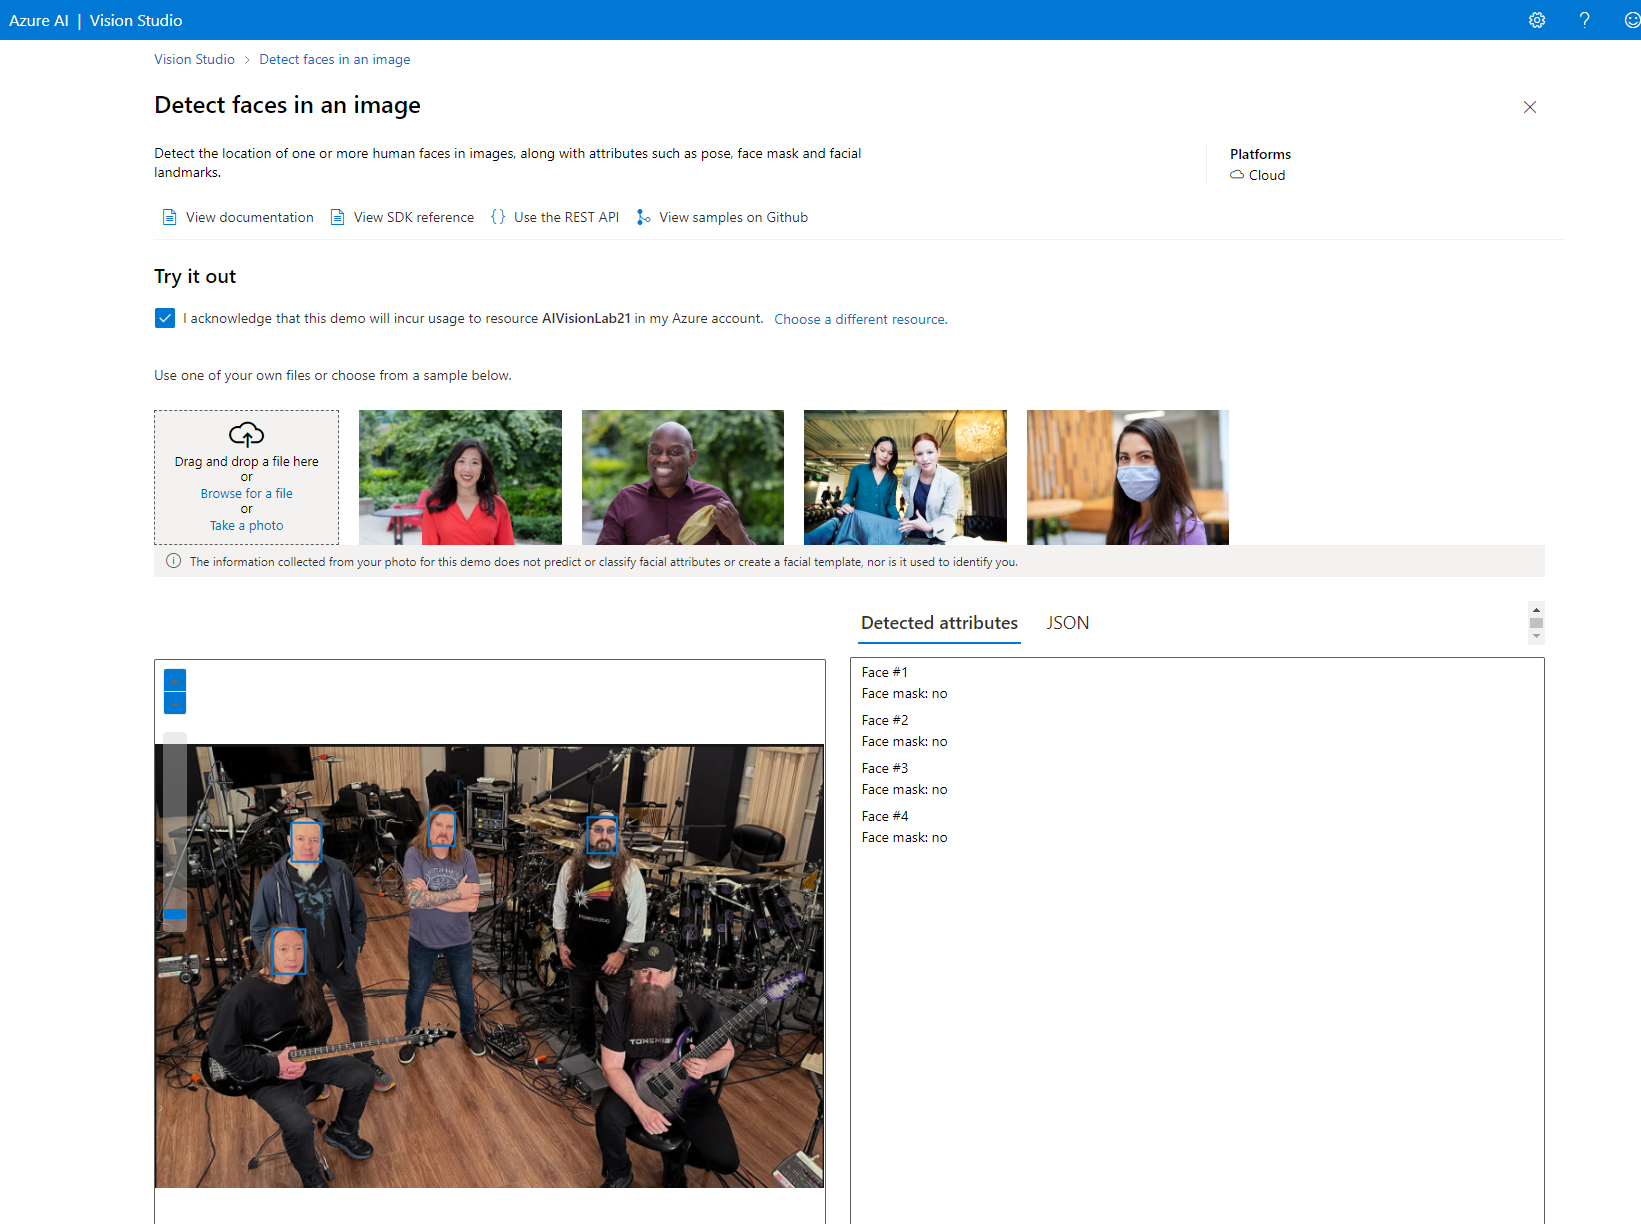 Azure AI | Vision Studio
Vision Studio > Detect faces in an image
Detect faces in an image
Detect the location of one or more human faces in images, along with attributes such as pose, face mask and facial
landmarks.
Platforms
Cloud
View documentation
View SDK reference
{} Use the REST API
View samples on Github
Try it out
I acknowledge that this demo will incur usage to resource AIVisionLab21 in my Azure account. Choose a different resource.
Use one of your own files or choose from a sample below.
Drag and drop a file here
or
Browse for a file
or
Take a photo
The information collected from your photo for this demo does not predict or classify facial attributes or create a facial template, nor is it used to identify you.
Detected attributes
JSON
Face #1
Face mask: no
Face #2
Face mask: no
Face #3
Face mask: no
Face #4
Face mask: no